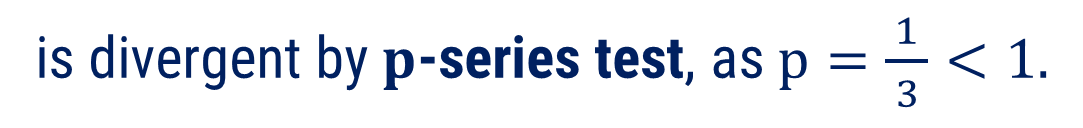 is divergent by p-series test, as p = 1/3 < 1.